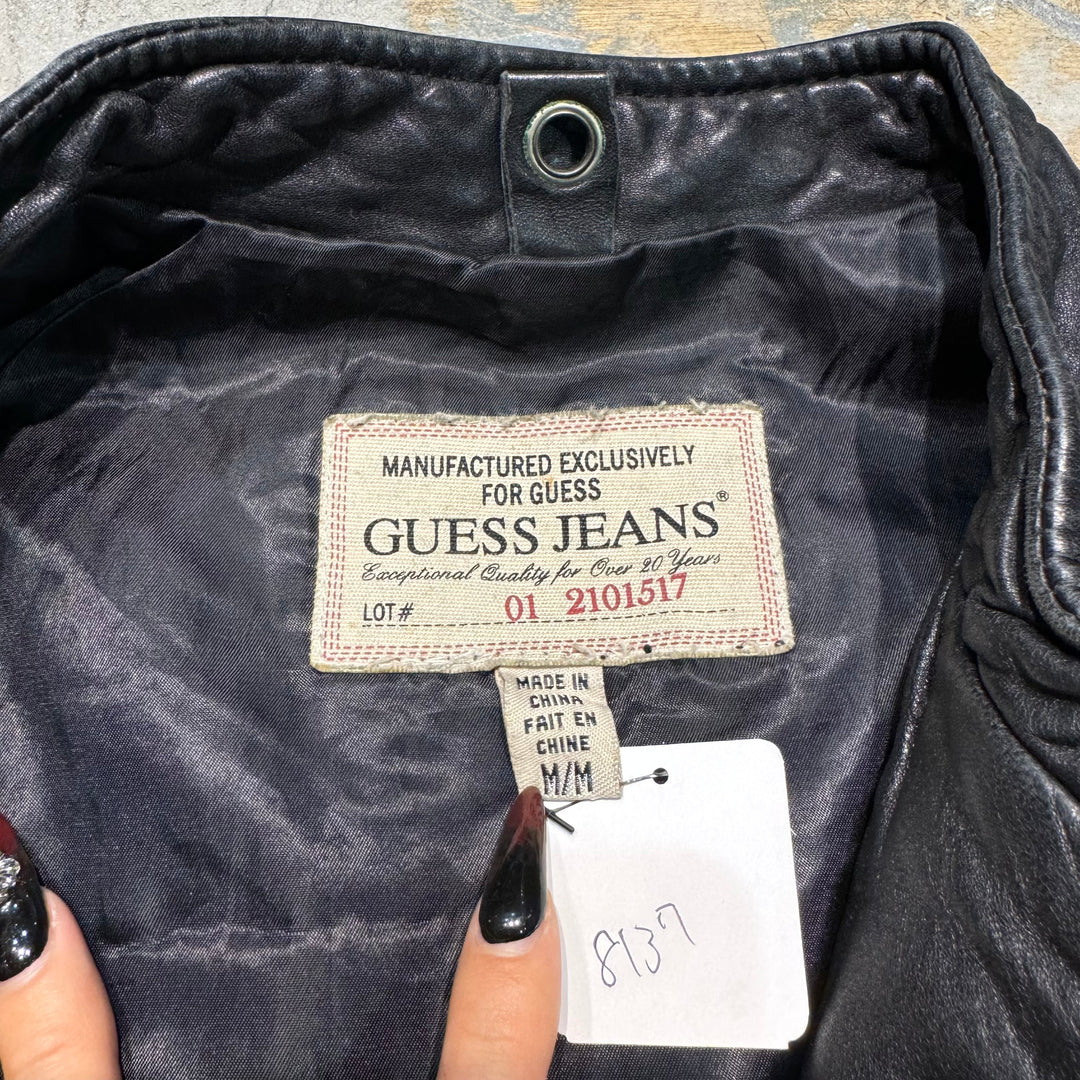 MANUFACTURED EXCLUSIVELY
FOR GUESS
GUESS JEANS®
Exceptional Quality for Over 20 Years
LOT # 01 2101517
MADE IN
CHINA
FAIT EN
CHINE
M/M
8137